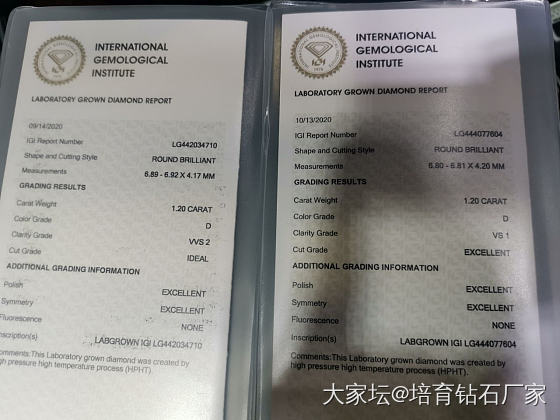 INTERNATIONAL
GEMOLOGICAL
INSTITUTE
LABORATORY GROWN DIAMOND REPORT
09/14/2020
IGI Report Number LG442034710
Shape and Cutting Style ROUND BRILLIANT
Measurements 6.89 - 6.92 X 4.17 MM
GRADING RESULTS
Carat Weight 1.20 CARAT
Color Grade D
Clarity Grade VVS 2
Cut Grade IDEAL
ADDITIONAL GRADING INFORMATION
Polish EXCELLENT
Symmetry EXCELLENT
Fluorescence NONE
Inscription(s) LABGROWN IGI LG442034710
Comments:This Laboratory grown diamond was created by
high pressure high temperature process (HPHT).
INTERNATIONAL
GEMOLOGICAL
INSTITUTE
LABORATORY GROWN DIAMOND REPORT
10/13/2020
IGI Report Number LG444077604
Shape and Cutting Style ROUND BRILLIANT
Measurements 6.80 - 6.81 X 4.20 MM
GRADING RESULTS
Carat Weight 1.20 CARAT
Color Grade D
Clarity Grade VS 1
Cut Grade EXCELLENT
ADDITIONAL GRADING INFORMATION
Polish EXCELLENT
Symmetry EXCELLENT
Fluorescence NONE
Inscription(s) LABGROWN IGI LG444077604
Comments:This Laboratory grown diamond was created by
high pressure high temperature process (HPHT).
大家坛@培育钻石厂家